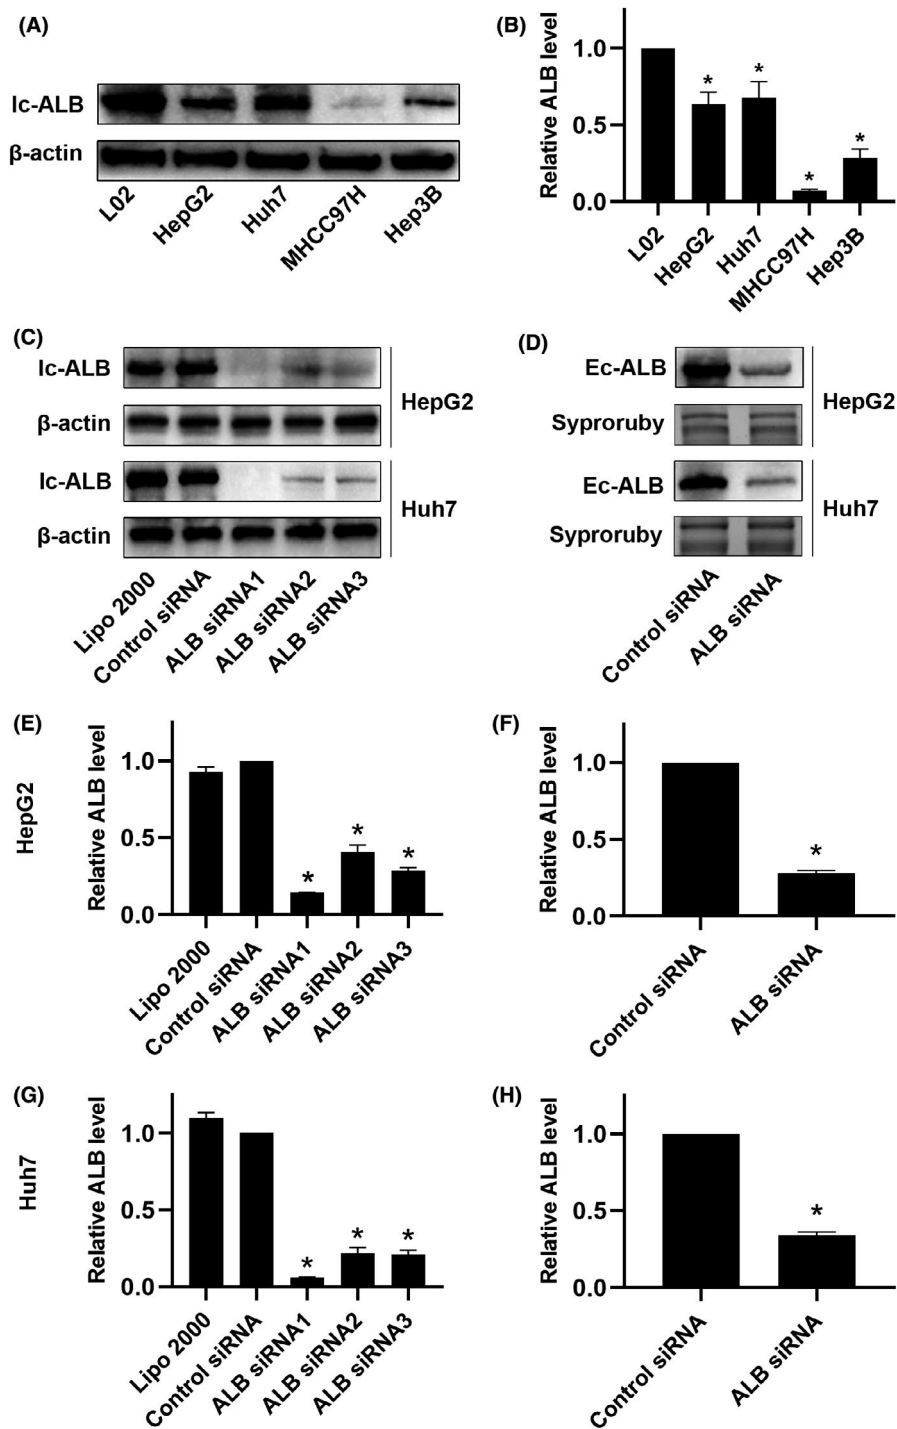 (A)
Ic-ALB
β-actin
L02
HepG2
Huh7
MHCC97H
Hep3B
(B)
Relative ALB level
1.0
0.5
0.0
*
*
*
*
L02
HepG2
Huh7
MHCC97H
Hep3B
(C)
Ic-ALB
β-actin
HepG2
Ic-ALB
β-actin
Huh7
Lipo 2000
Control siRNA
ALB siRNA1
ALB siRNA2
ALB siRNA3
(D)
Ec-ALB
Syproruby
HepG2
Ec-ALB
Syproruby
Huh7
Control siRNA
ALB siRNA
(E)
HepG2
Relative ALB level
1.0
0.5
0.0
*
*
*
Lipo 2000
Control siRNA
ALB siRNA1
ALB siRNA2
ALB siRNA3
(F)
Relative ALB level
1.0
0.5
0.0
*
Control siRNA
ALB siRNA
(G)
Huh7
Relative ALB level
1.0
0.5
0.0
*
*
*
Lipo 2000
Control siRNA
ALB siRNA1
ALB siRNA2
ALB siRNA3
(H)
Relative ALB level
1.0
0.5
0.0
*
Control siRNA
ALB siRNA